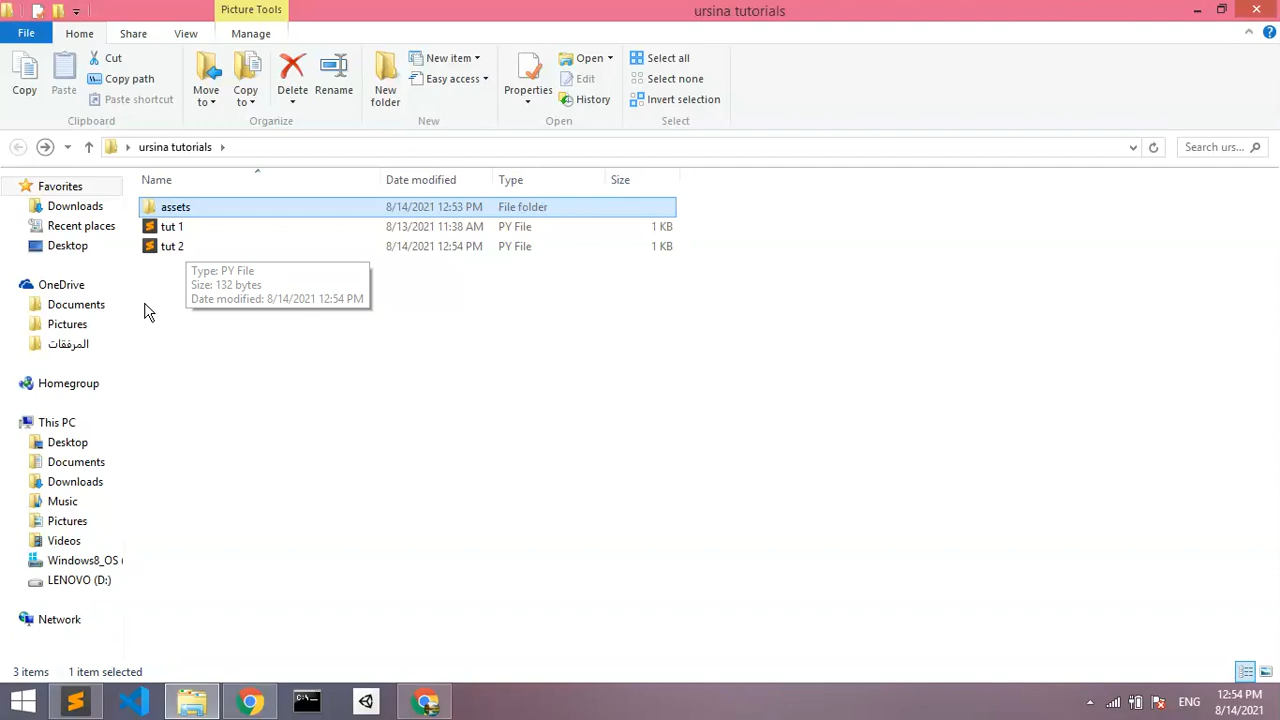 Picture Tools
ursina tutorials
File Home Share View Manage
Copy Paste Cut Copy path Paste shortcut Move to Copy to Delete Rename New folder New item Easy access Properties Open Edit History Select all Select none Invert selection
Clipboard Organize New Open Select
ursina tutorials Search urs...
Name Date modified Type Size
assets 8/14/2021 12:53 PM File folder
tut 1 8/13/2021 11:38 AM PY File 1 KB
tut 2 8/14/2021 12:54 PM PY File 1 KB
Type: PY File
Size: 132 bytes
Date modified: 8/14/2021 12:54 PM
Favorites
Downloads
Recent places
Desktop
OneDrive
Documents
Pictures
المرفقات
Homegroup
This PC
Desktop
Documents
Downloads
Music
Pictures
Videos
Windows8_OS (
LENOVO (D:)
Network
3 items 1 item selected
ENG
12:54 PM
8/14/2021